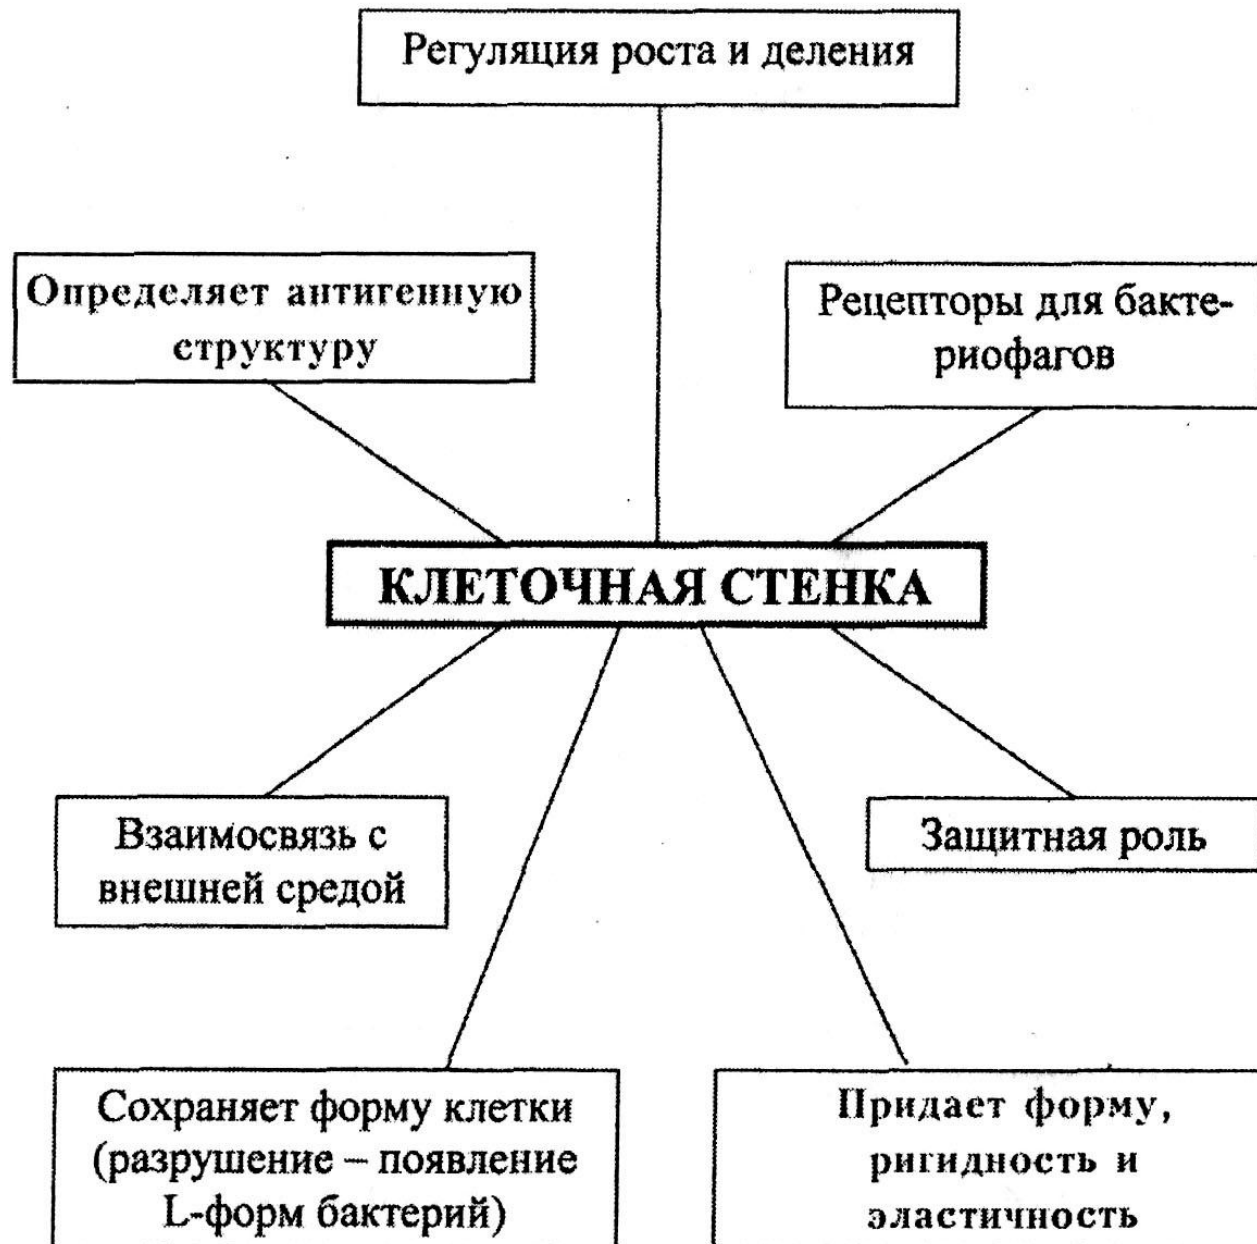 Регуляция роста и деления
Определяет антигенную
структуру
Рецепторы для бакте-
риофагов
КЛЕТОЧНАЯ СТЕНКА
Взаимосвязь с
внешней средой
Защитная роль
Сохраняет форму клетки
(разрушение – появление
L-форм бактерий)
Придает форму,
ригидность и
эластичность